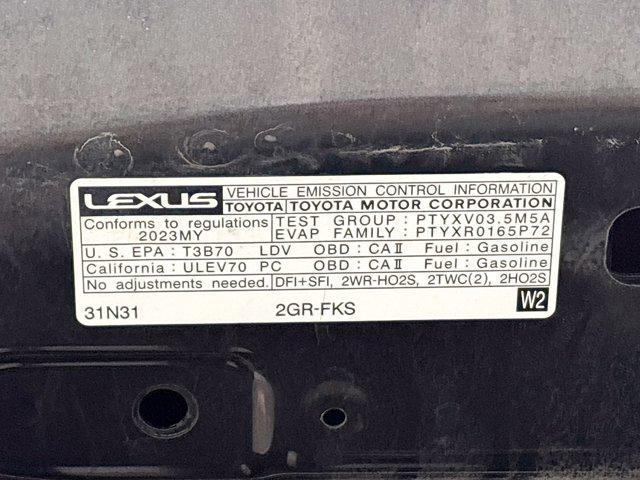 LEXUS VEHICLE EMISSION CONTROL INFORMATION
TOYOTA TOYOTA MOTOR CORPORATION
Conforms to regulations
2023MY
TEST GROUP : PTYXV03.5M5A
EVAP FAMILY : PTYXR0165P72
U. S. EPA : T3B70 LDV OBD : CAⅡ Fuel : Gasoline
California : ULEV70 PC OBD : CAⅡ Fuel : Gasoline
No adjustments needed. DFI+SFI, 2WR-HO2S, 2TWC(2), 2HO2S
31N31 2GR-FKS W2